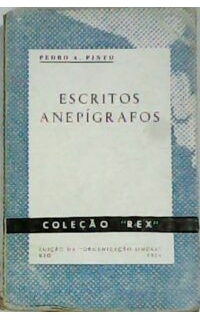 PEDRO A. PINTO
ESCRITOS
ANEPÍGRAFOS
COLEÇÃO "REX"
EDIÇÃO DA "ORGANIZAÇÃO SIMÕES"
RIO